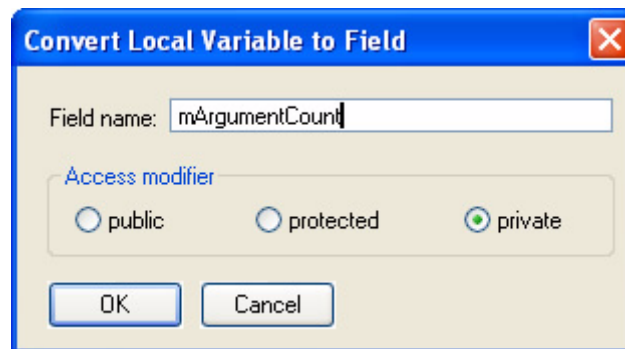 Convert Local Variable to Field
Field name: mArgumentCount
Access modifier
public protected private
OK Cancel